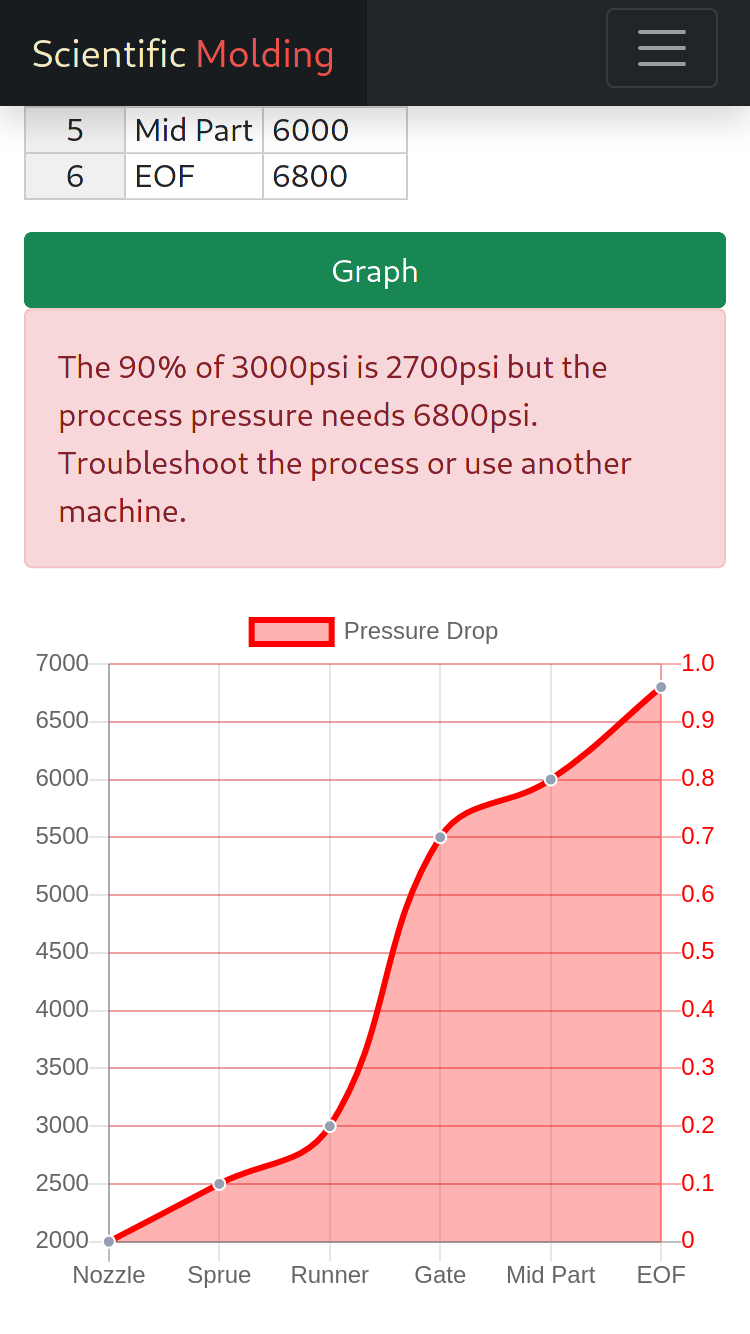 Scientific Molding
5 Mid Part 6000
6 EOF 6800
Graph
The 90% of 3000psi is 2700psi but the
proccess pressure needs 6800psi.
Troubleshoot the process or use another
machine.
Pressure Drop
7000 1.0
6500 0.9
6000 0.8
5500 0.7
5000 0.6
4500 0.5
4000 0.4
3500 0.3
3000 0.2
2500 0.1
2000 0
Nozzle Sprue Runner Gate Mid Part EOF